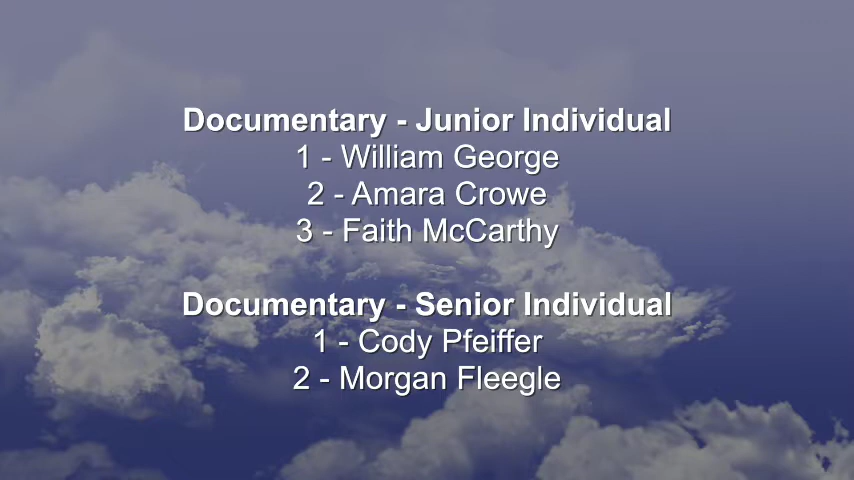 Documentary - Junior Individual
1 - William George
2 - Amara Crowe
3 - Faith McCarthy
Documentary - Senior Individual
1 - Cody Pfeiffer
2 - Morgan Fleegle